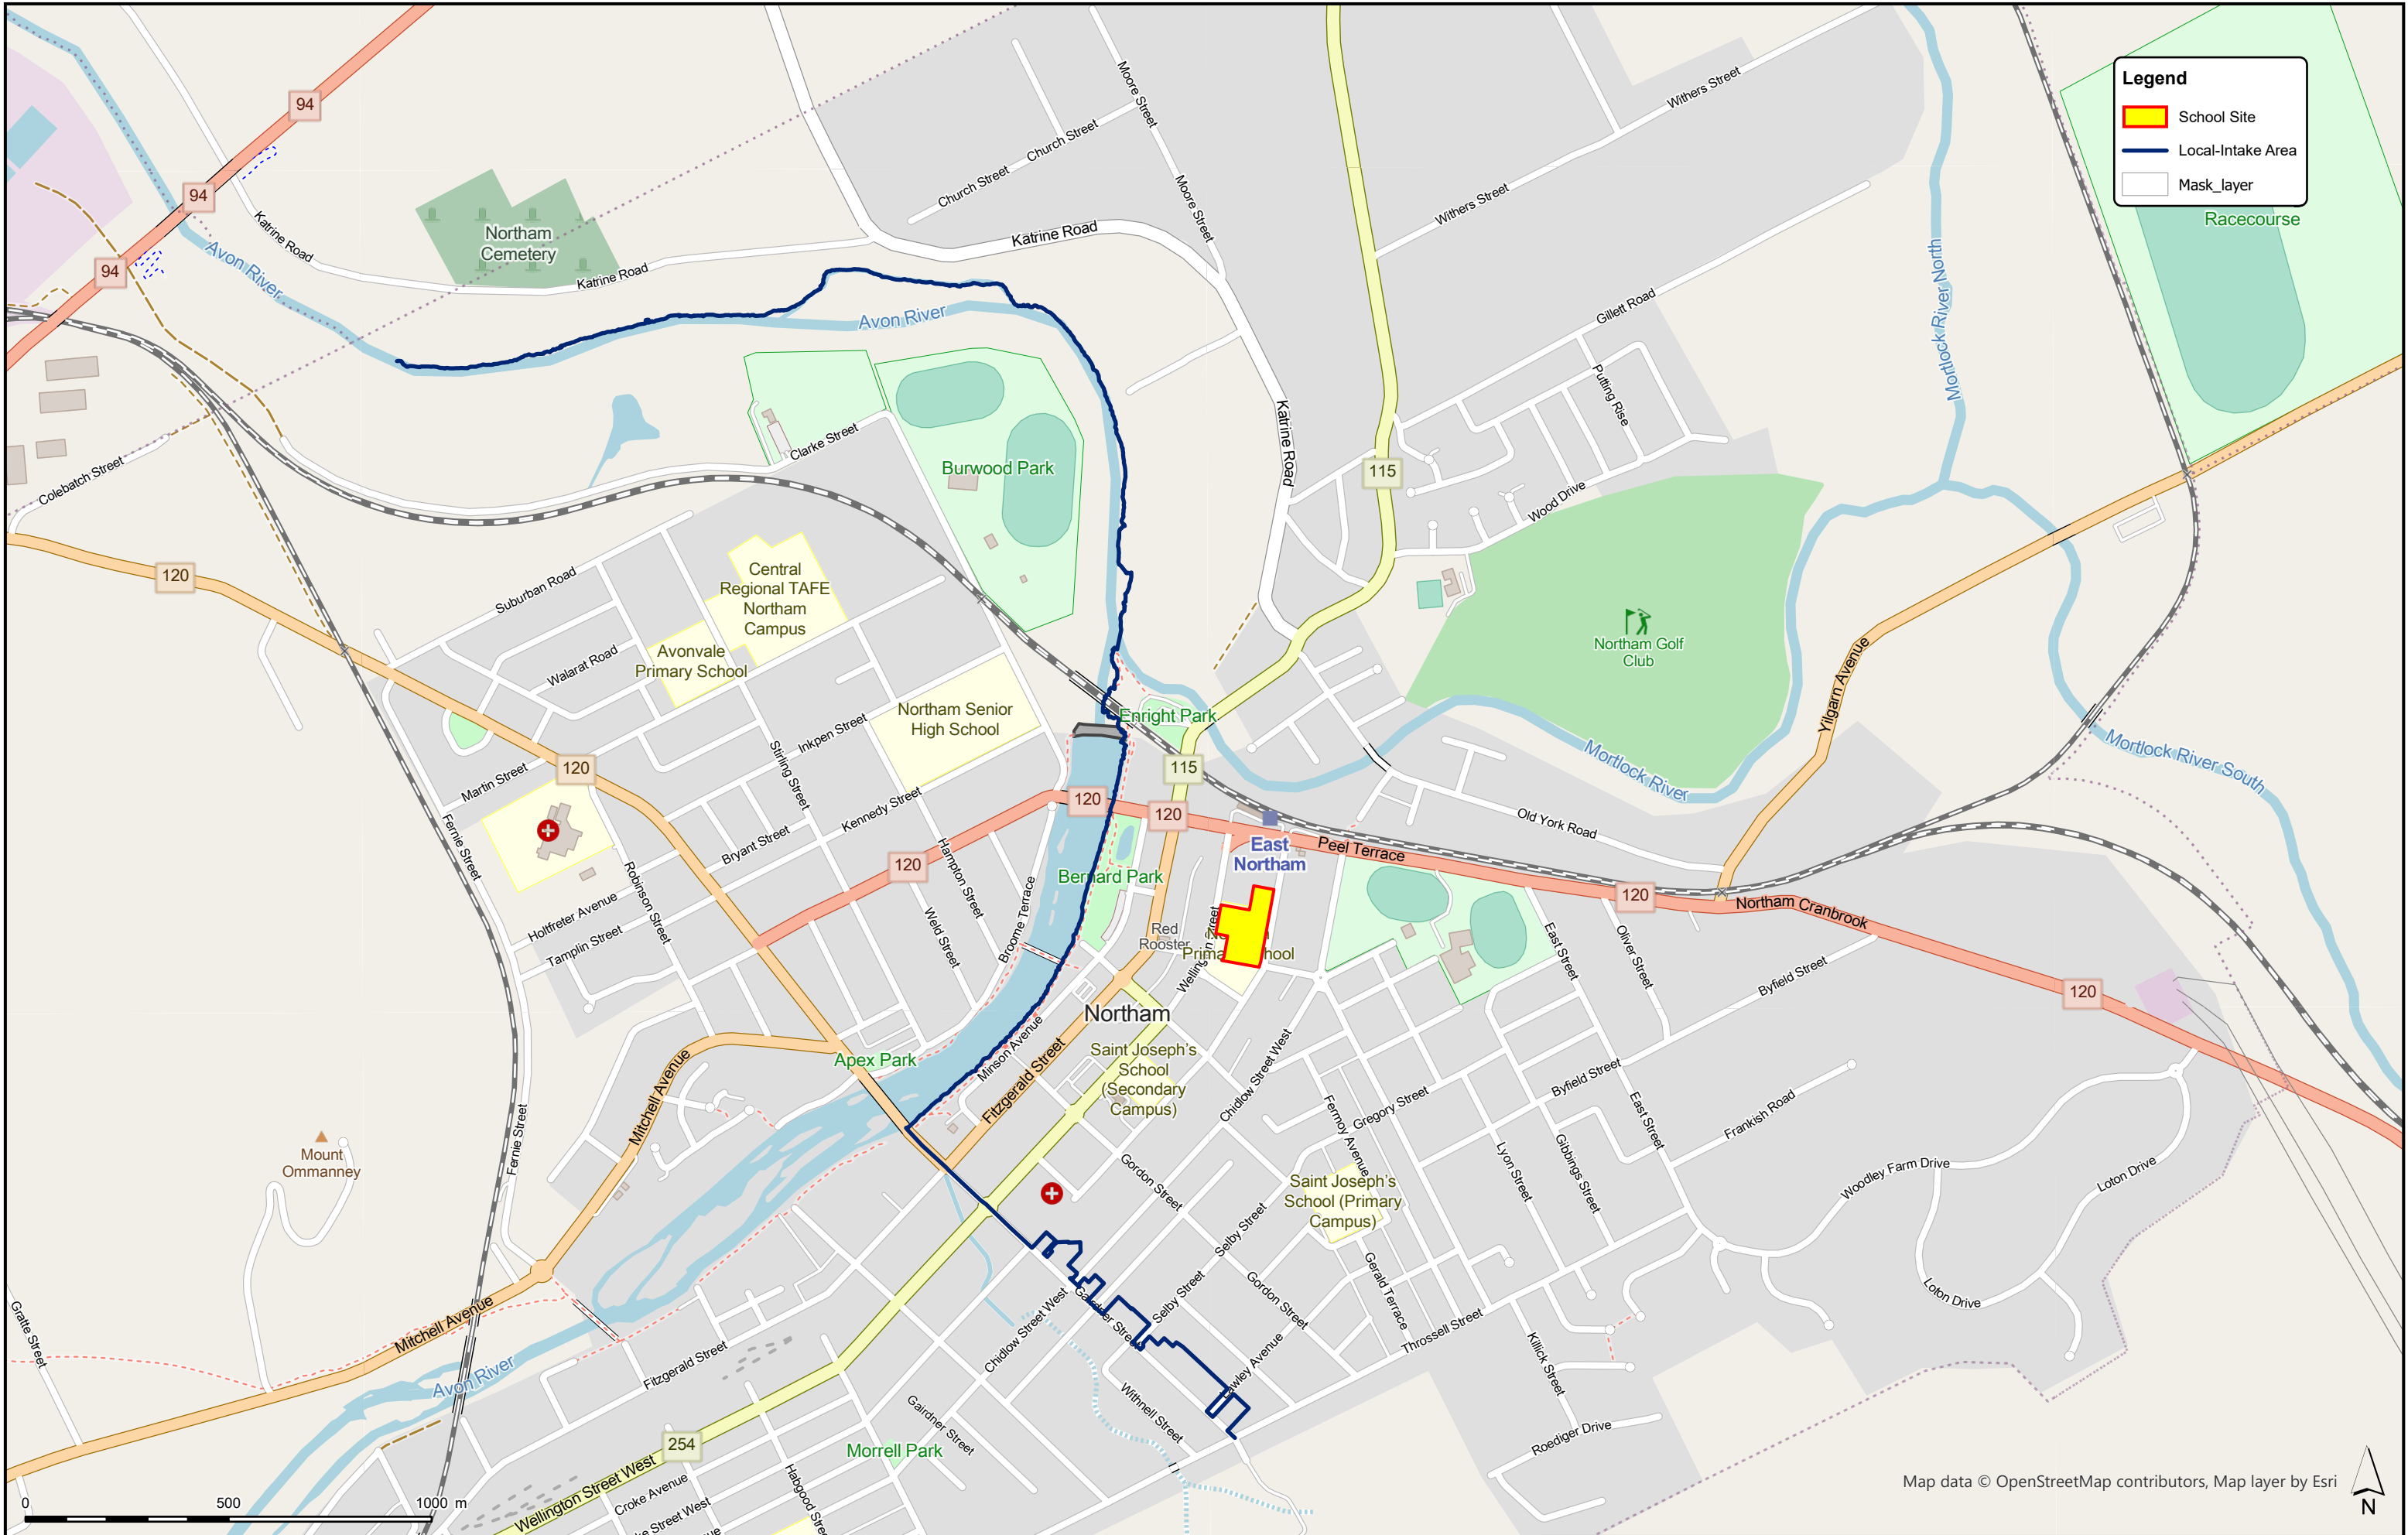 Legend
School Site
Local-Intake Area
Mask_layer
94
94
94
Katrine Road
Avon River
Northam
Cemetery
Katrine Road
Katrine Road
Katrine Road
Church Street
Church Street
Moore Street
Moore Street
Withers Street
Withers Street
Gillett Road
Putting Rise
Wood Drive
Mortlock River North
Racecourse
Avon River
Burwood Park
Clarke Street
Colebatch Street
115
120
Suburban Road
Walarat Road
Central
Regional TAFE
Northam
Campus
Avonvale
Primary School
Northam Senior
High School
Inkpen Street
Stirling Street
Enright Park
Northam Golf
Club
Yilgarn Avenue
Mortlock River
Mortlock River South
Martin Street
120
Fernie Street
Bryant Street
Kennedy Street
120
115
120
Old York Road
East
Northam
Peel Terrace
120
Northam Cranbrook
120
Hampton Street
Weld Street
Broome Terrace
Bernard Park
Robinson Street
Holtfreter Avenue
Tamplin Street
Red
Rooster
Northam
120
East Street
Oliver Street
Byfield Street
Byfield Street
Minson Avenue
Fitzgerald Street
Apex Park
Mitchell Avenue
Saint Joseph's
School
(Secondary
Campus)
Chidlow Street West
Fermoy Avenue
Gregory Street
East Street
Frankish Road
Lyon Street
Gibbings Street
Woodley Farm Drive
Loton Drive
Loton Drive
Mount
Ommanney
Fernie Street
Gordon Street
Selby Street
Saint Joseph's
School (Primary
Campus)
Gordon Street
Selby Street
Gerald Terrace
Throssell Street
Killick Street
Roediger Drive
Gairdner Street
Chidlow Street West
Withnell Street
Gratte Street
Mitchell Avenue
Avon River
Fitzgerald Street
Gairdner Street
Morrell Park
254
Wellington Street West
Croke Avenue
0 500 1000 m
Map data © OpenStreetMap contributors, Map layer by Esri
N